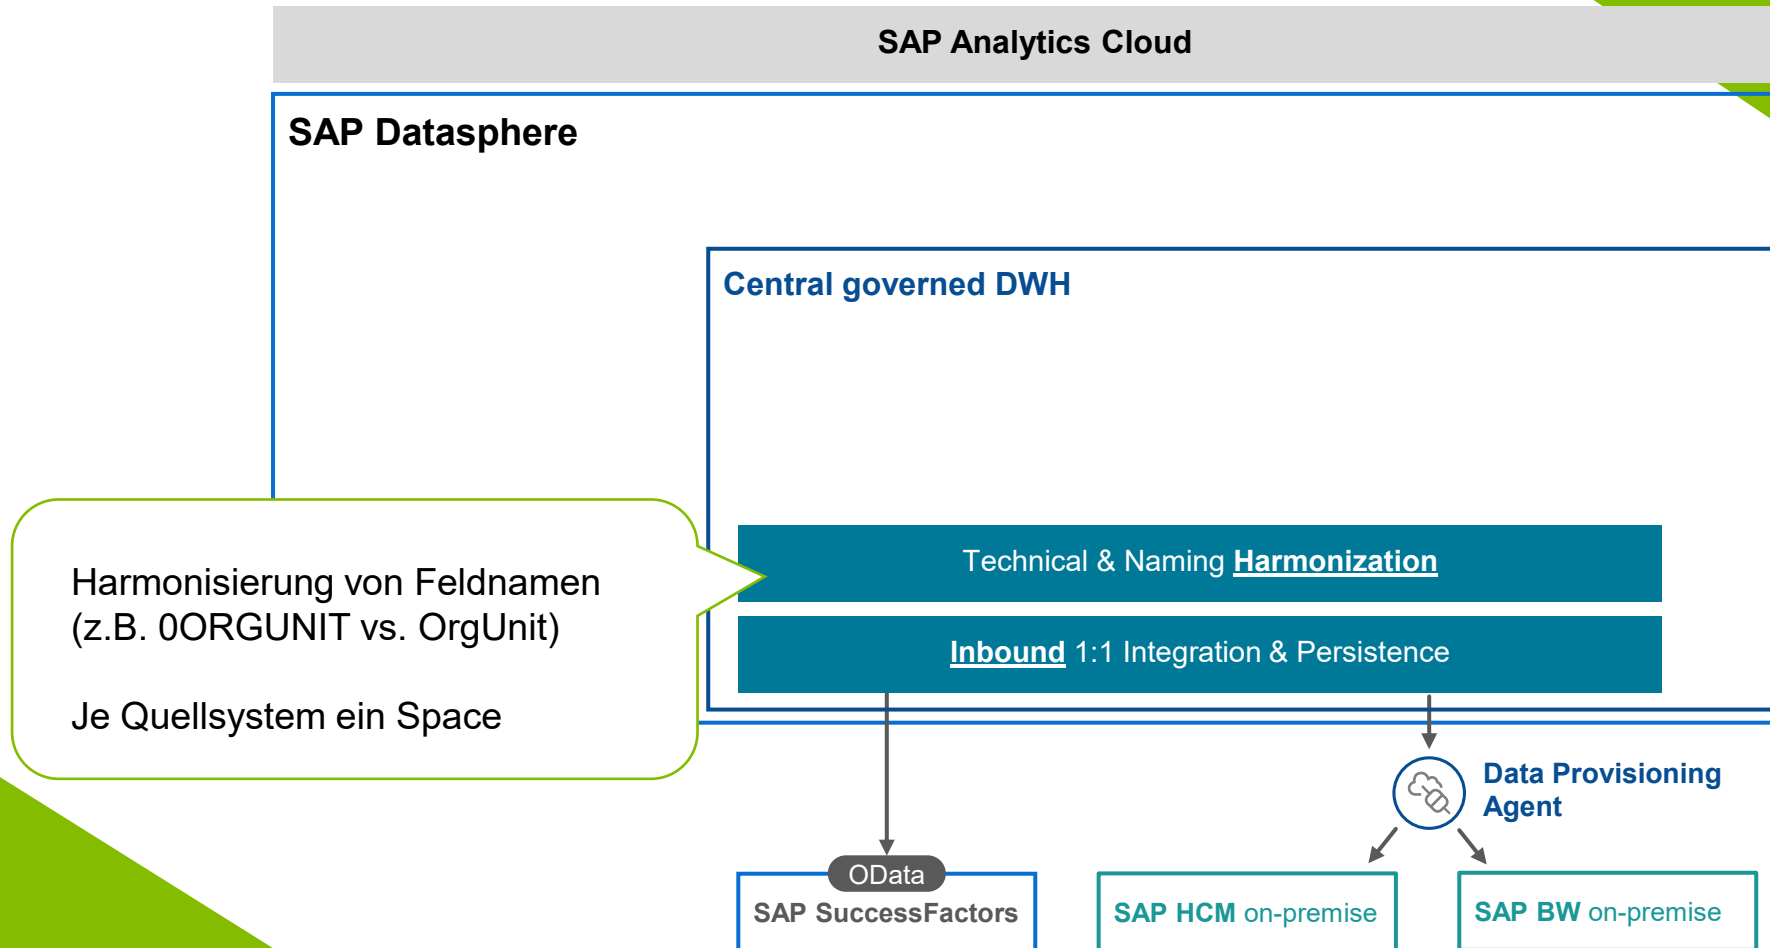 SAP Analytics Cloud
SAP Datasphere
Central governed DWH
Technical & Naming Harmonization
Harmonisierung von Feldnamen
(z.B. 0ORGUNIT vs. OrgUnit)
Je Quellsystem ein Space
Inbound 1:1 Integration & Persistence
Data Provisioning
Agent
OData
SAP SuccessFactors
SAP HCM on-premise
SAP BW on-premise